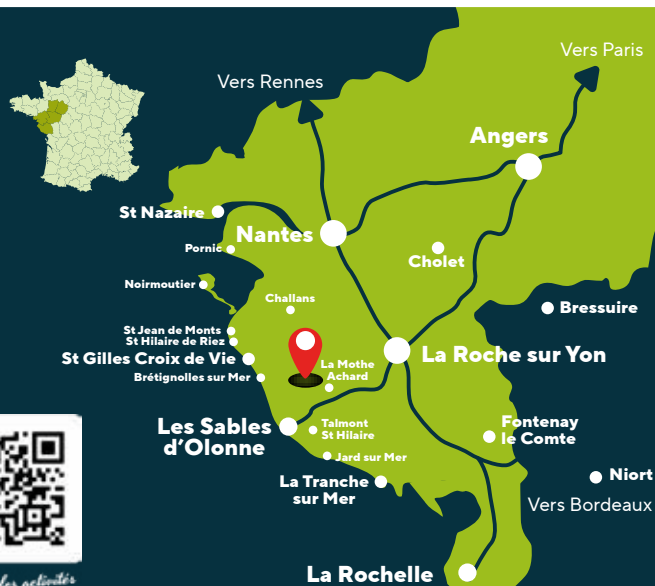 Vers Paris
Vers Rennes
Angers
St Nazaire
Nantes
Pornic
Cholet
Noirmoutier
Challans
Bressuire
St Jean de Monts
St Hilaire de Riez
St Gilles Croix de Vie
La Roche sur Yon
La Mothe
Achard
Brétignolles sur Mer
Les Sables
d'Olonne
Talmont
St Hilaire
Fontenay
le Comte
Jard sur Mer
La Tranche
sur Mer
Niort
Vers Bordeaux
La Rochelle
les activités